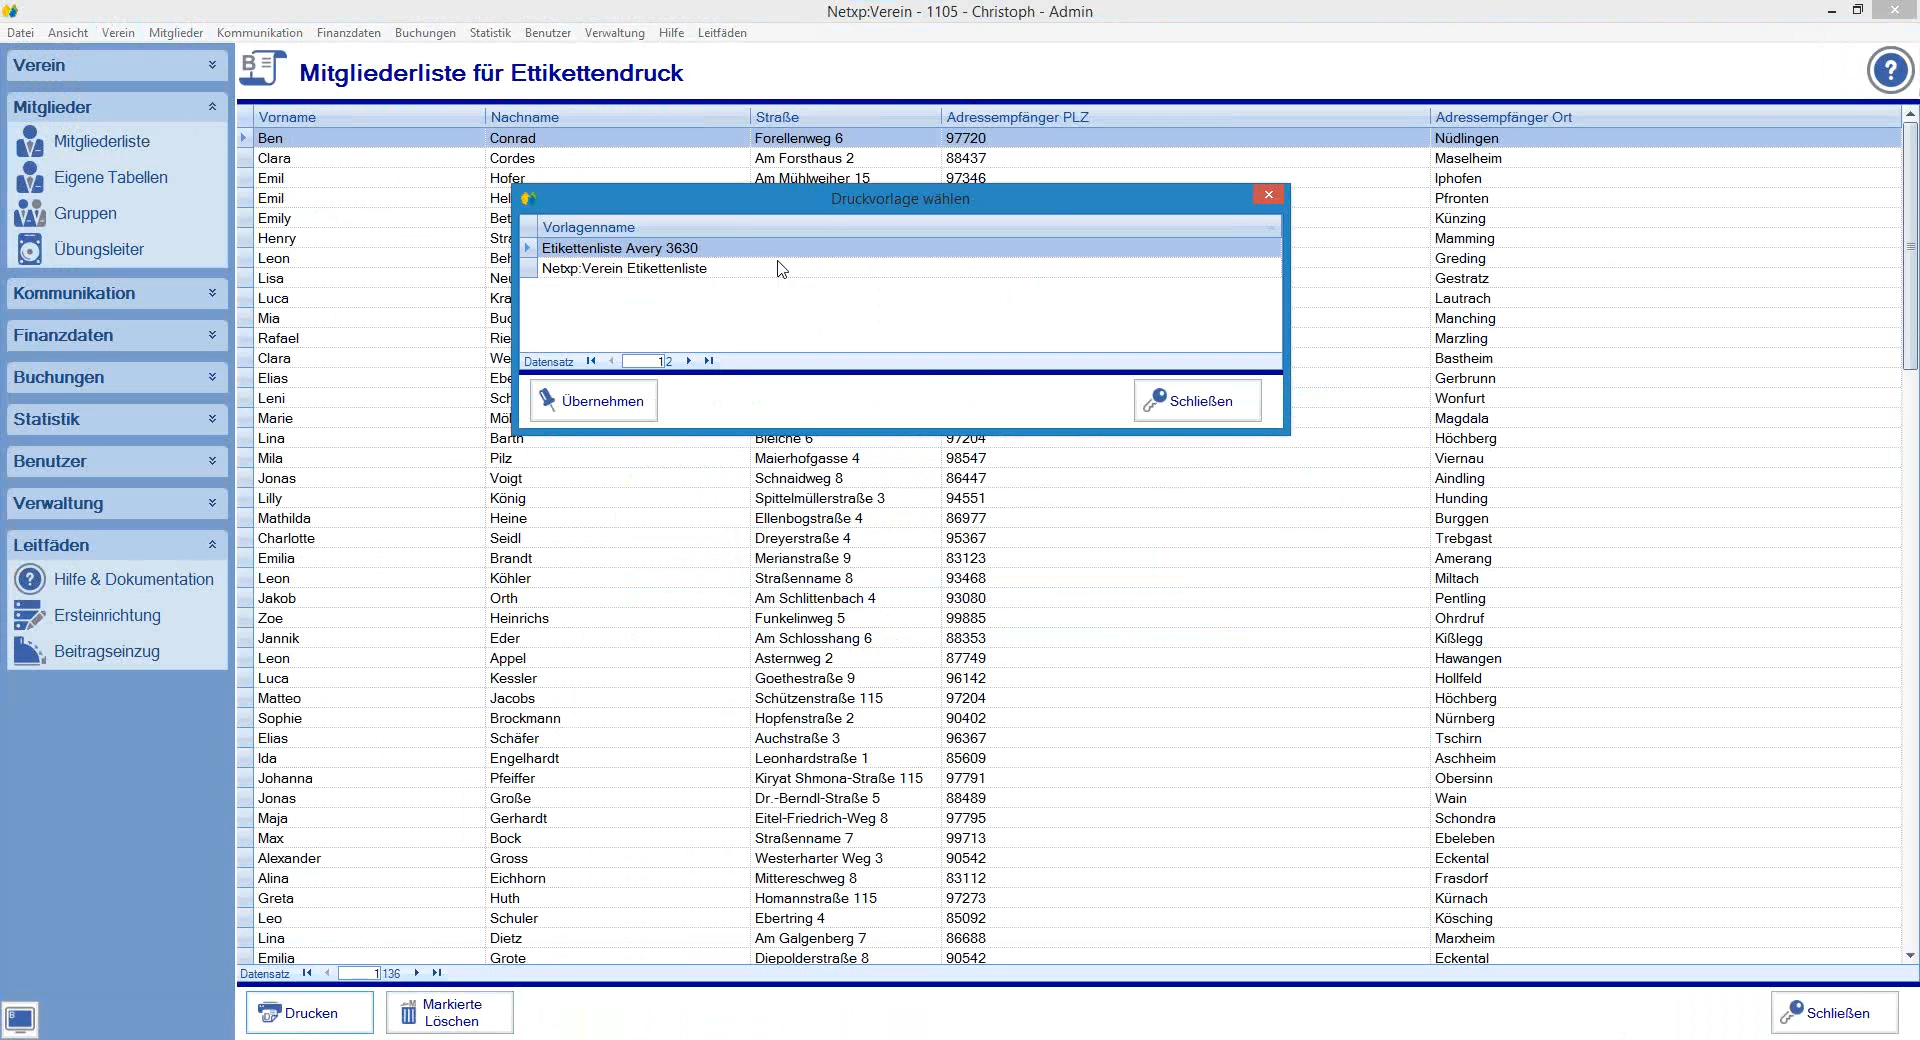 Netxp:Verein - 1105 - Christoph - Admin
Datei Ansicht Verein Mitglieder Kommunikation Finanzdaten Buchungen Statistik Benutzer Verwaltung Hilfe Leitfäden
Verein
Mitglieder
Mitgliederliste
Eigene Tabellen
Gruppen
Übungsleiter
Kommunikation
Finanzdaten
Buchungen
Statistik
Benutzer
Verwaltung
Leitfäden
Hilfe & Dokumentation
Ersteinrichtung
Beitragseinzug
Mitgliederliste für Ettikettendruck
Vorname Nachname Straße Adressempfänger PLZ Adressempfänger Ort
Ben Conrad Forellenweg 6 97720 Nüdlingen
Clara Cordes Am Forsthaus 2 88437 Maselheim
Emil Hofer Am Mühlweiher 15 97346 Iphofen
Emil Pfronten
Emily Künzing
Henry Mamming
Leon Greding
Lisa Gestratz
Luca Lautrach
Mia Manching
Rafael Marzling
Clara Bastheim
Elias Gerbrunn
Leni Wonfurt
Marie Magdala
Lina Barth Bleiche 6 97204 Höchberg
Mila Pilz Maierhofgasse 4 98547 Viernau
Jonas Voigt Schnaidweg 8 86447 Aindling
Lilly König Spittelmüllerstraße 3 94551 Hunding
Mathilda Heine Ellenbogstraße 4 86977 Burggen
Charlotte Seidl Dreyerstraße 4 95367 Trebgast
Emilia Brandt Merianstraße 9 83123 Amerang
Leon Köhler Straßenname 8 93468 Miltach
Jakob Orth Am Schlittenbach 4 93080 Pentling
Zoe Heinrichs Funkelinweg 5 99885 Ohrdruf
Jannik Eder Am Schlosshang 6 88353 Kißlegg
Leon Appel Asternweg 2 87749 Hawangen
Luca Kessler Goethestraße 9 96142 Hollfeld
Matteo Jacobs Schützenstraße 115 97204 Höchberg
Sophie Brockmann Hopfenstraße 2 90402 Nürnberg
Elias Schäfer Auchstraße 3 96367 Tschirn
Ida Engelhardt Leonhardstraße 1 85609 Aschheim
Johanna Pfeiffer Kiryat Shmona-Straße 115 97791 Obersinn
Jonas Große Dr.-Berndl-Straße 5 88489 Wain
Maja Gerhardt Eitel-Friedrich-Weg 8 97795 Schondra
Max Bock Straßenname 7 99713 Ebeleben
Alexander Gross Westerharter Weg 3 90542 Eckental
Alina Eichhorn Mittereschweg 8 83112 Frasdorf
Greta Huth Homannstraße 115 97273 Kürnach
Leo Schuler Ebertring 4 85092 Kösching
Lina Dietz Am Galgenberg 7 86688 Marxheim
Emilia Grote Diepolderstraße 8 90542 Eckental
Datensatz 1 136
Drucken
Markierte
Löschen
Schließen
Druckvorlage wählen
Vorlagenname
Etikettenliste Avery 3630
Netxp:Verein Etikettenliste
Datensatz 1 2
Übernehmen
Schließen